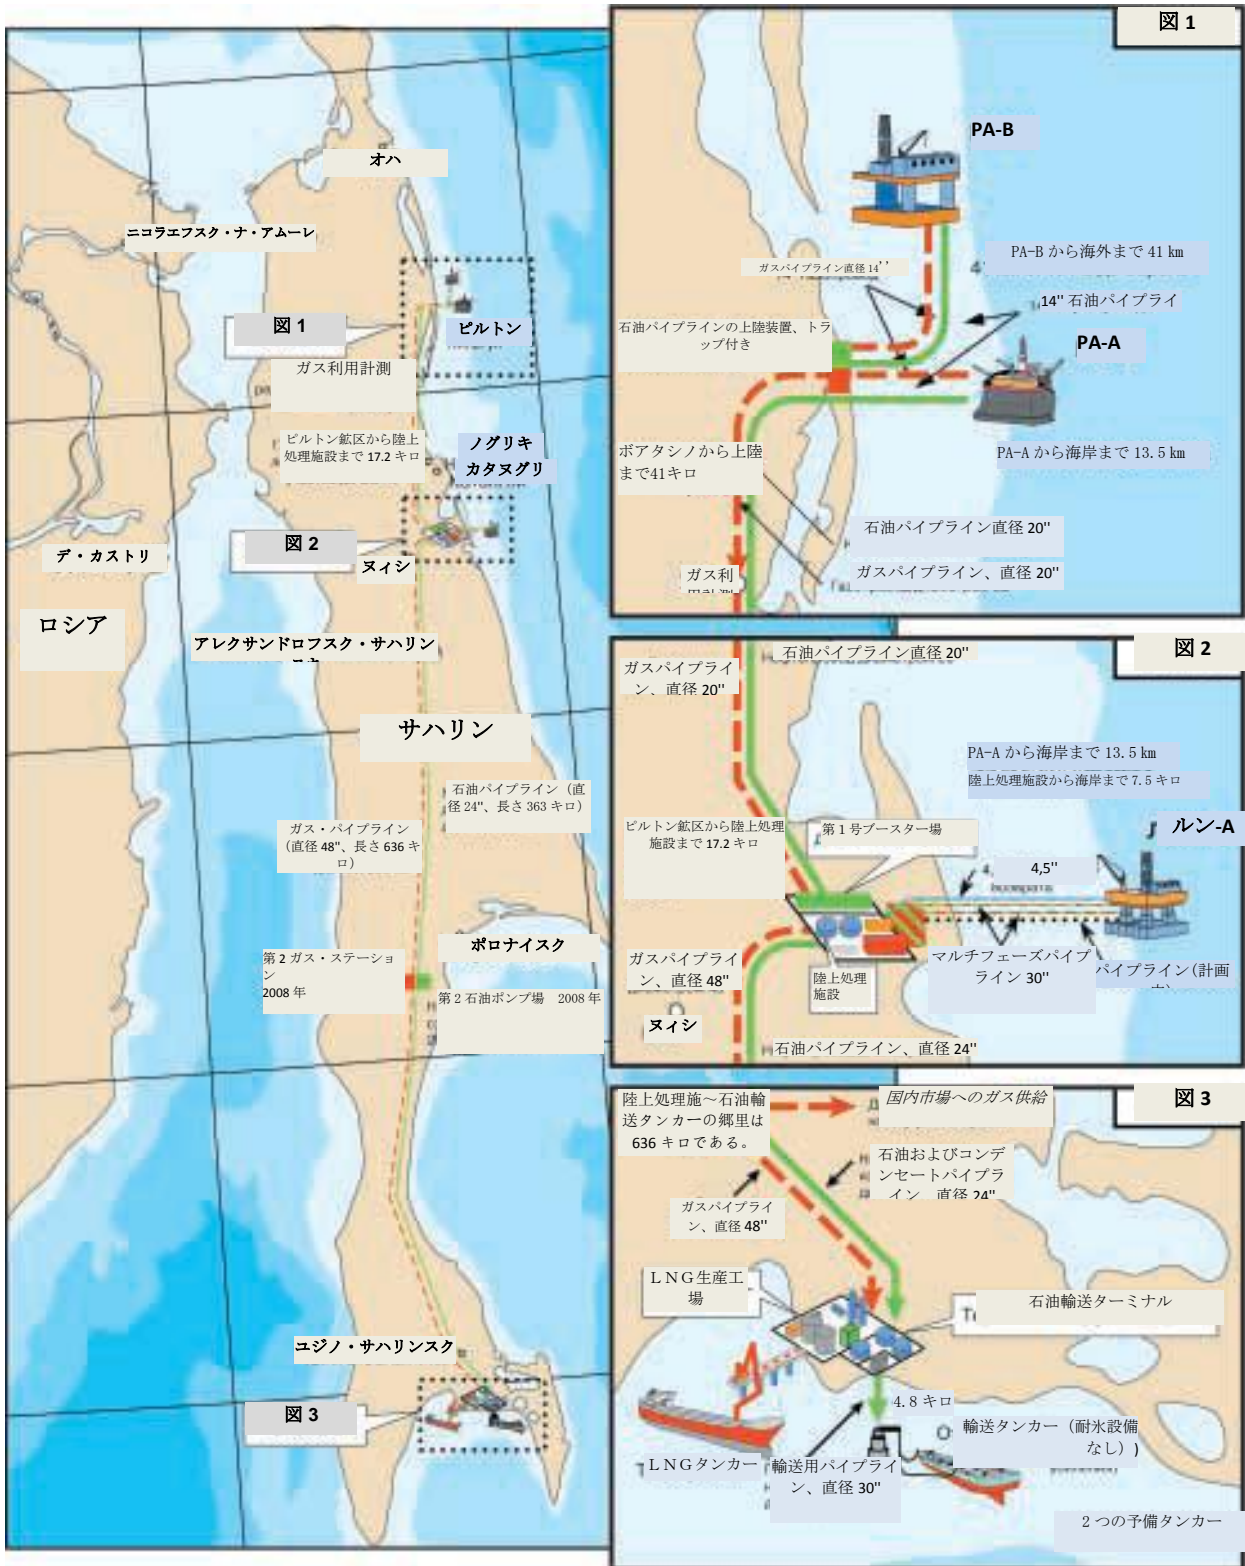 オハ
ニコラエフスク・ナ・アムーレ
図 1
ピルトン
ガス利用計測
ピルトン鉱区から陸上
処理施設まで 17.2 キロ
ノグリキ
カタヌグリ
図 2
デ・カストリ
ヌィシ
ロシア
アレクサンドロフスク・サハリン
サハリン
石油パイプライン（直
径 24"、長さ 363 キロ）
ガス・パイプライン
（直径 48"、長さ 636 キ
ロ）
ポロナイスク
第 2 ガス・ステーショ
ン
2008 年
第 2 石油ポンプ場　2008 年
ユジノ・サハリンスク
図 3
図 1
PA-B
PA-B から海外まで 41 km
ガスパイプライン直径 14''
14" 石油パイプライ
石油パイプラインの上陸装置、トラ
ップ付き
PA-A
ボアタシノから上陸
まで41キロ
PA-A から海岸まで 13.5 km
石油パイプライン直径 20"
ガスパイプライン、直径 20"
ガス利
用計測
図 2
石油パイプライン直径 20"
ガスパイプライ
ン、直径 20"
PA-A から海岸まで 13.5 km
陸上処理施設から海岸まで 7.5 キロ
ピルトン鉱区から陸上処理
施設まで 17.2 キロ
第 1 号ブースター場
ルン-A
4,5"
ガスパイプライ
ン、直径 48"
陸上処理
施設
マルチフェーズパイプ
ライン 30"
パイプライン(計画
ヌィシ
石油パイプライン、直径 24"
図 3
陸上処理施～石油輸
送タンカーの郷里は
636 キロである。
国内市場へのガス供給
石油およびコンデ
ンセートパイプラ
イン、直径 24"
ガスパイプライ
ン、直径 48"
ＬＮＧ生産工
場
石油輸送ターミナル
4.8 キロ
輸送タンカー（耐氷設備
なし））
ＬＮＧタンカー
輸送用パイプライ
ン、直径 30"
2 つの予備タンカー